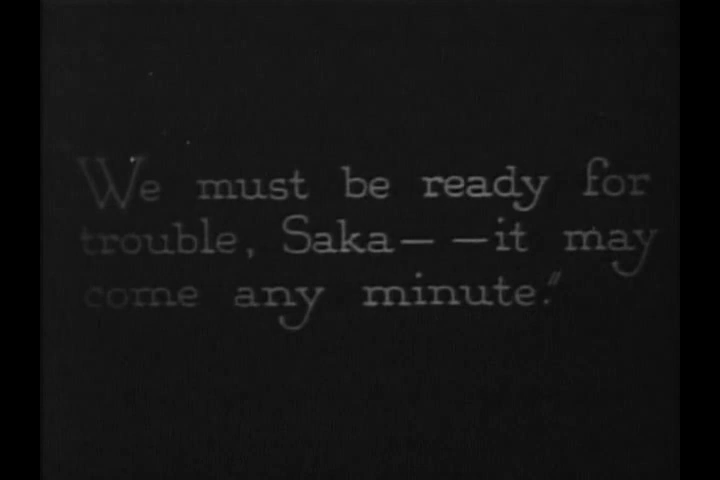 We must be ready for
trouble, Saka— —it may
come any minute."